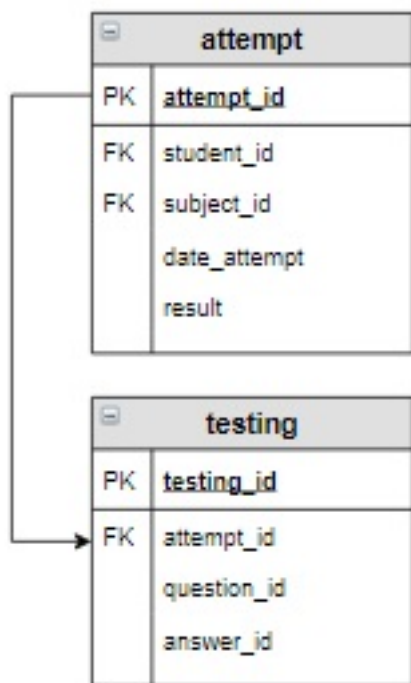 attempt
PK attempt_id
FK student_id
FK subject_id
date_attempt
result
testing
PK testing_id
FK attempt_id
question_id
answer_id